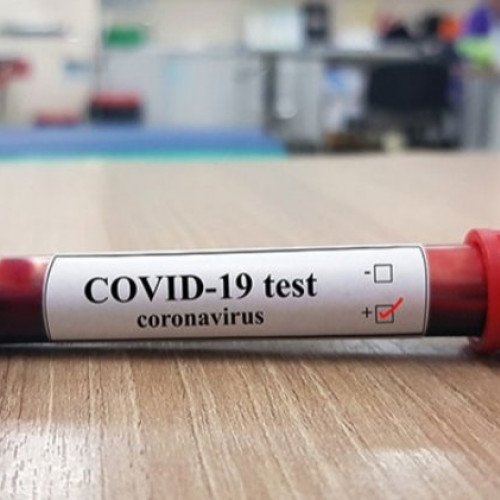 COVID-19 test
coronavirus
- ☐
+ ☑